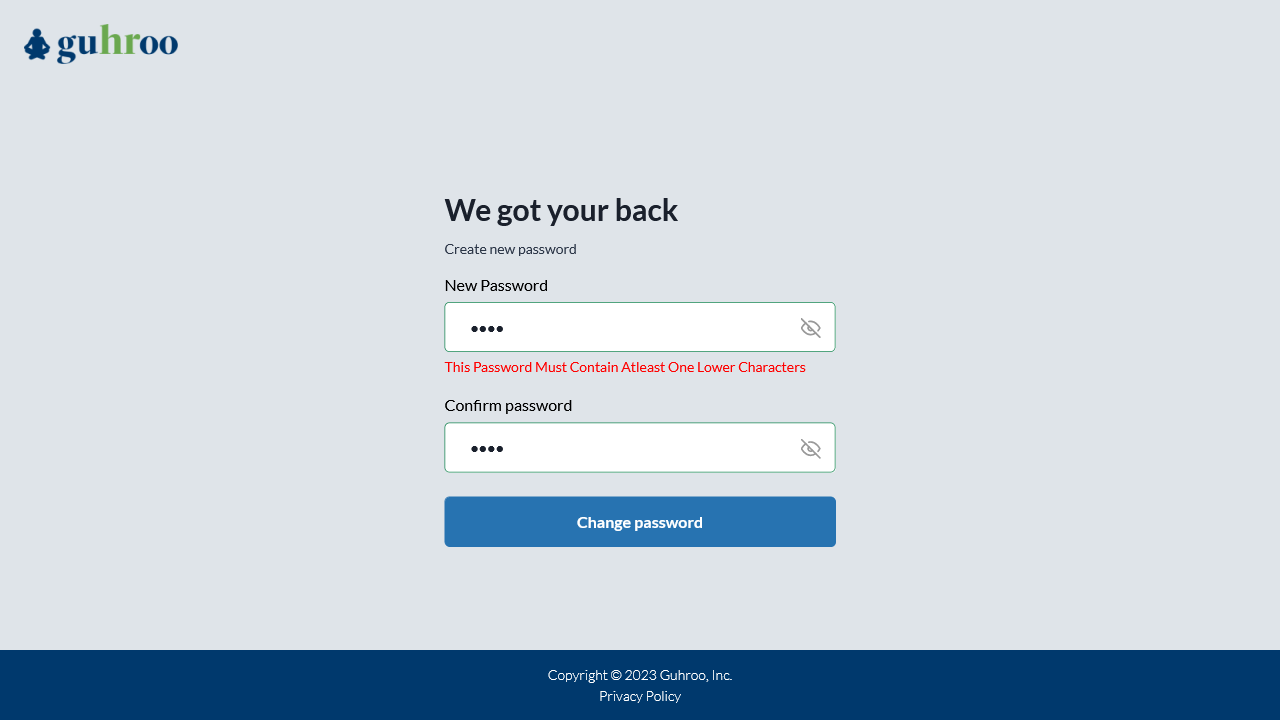 guhroo
We got your back
Create new password
New Password
••••
This Password Must Contain Atleast One Lower Characters
Confirm password
••••
Change password
Copyright © 2023 Guhroo, Inc.
Privacy Policy